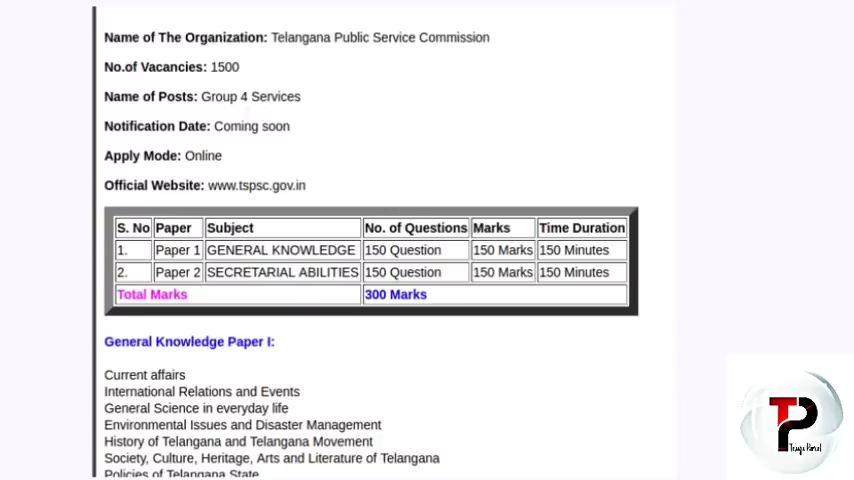 Name of The Organization: Telangana Public Service Commission
No.of Vacancies: 1500
Name of Posts: Group 4 Services
Notification Date: Coming soon
Apply Mode: Online
Official Website: www.tspsc.gov.in
S. No Paper Subject No. of Questions Marks Time Duration
1. Paper 1 GENERAL KNOWLEDGE 150 Question 150 Marks 150 Minutes
2. Paper 2 SECRETARIAL ABILITIES 150 Question 150 Marks 150 Minutes
Total Marks 300 Marks
General Knowledge Paper I:
Current affairs
International Relations and Events
General Science in everyday life
Environmental Issues and Disaster Management
History of Telangana and Telangana Movement
Society, Culture, Heritage, Arts and Literature of Telangana
Policies of Telangana State
TP